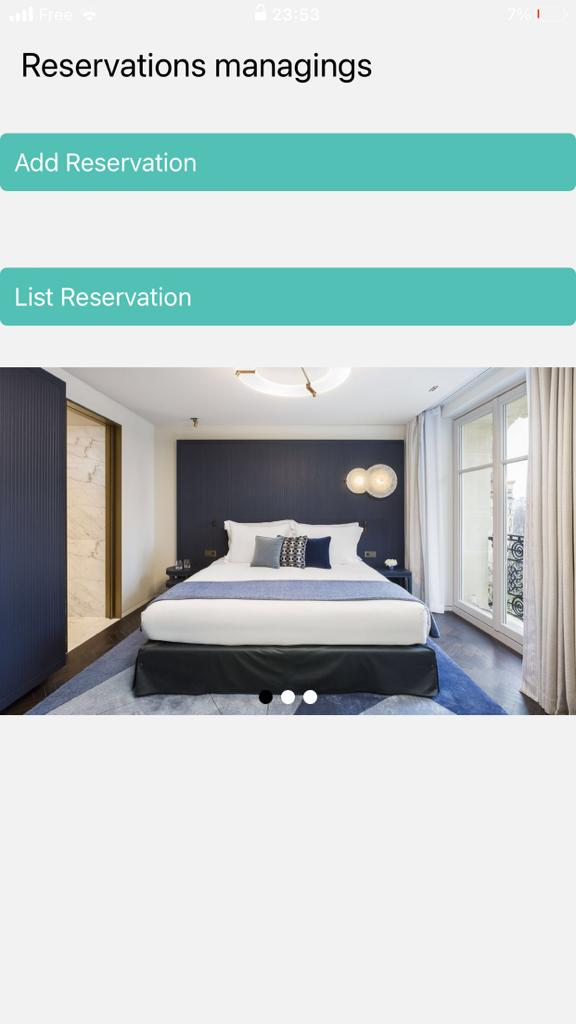 Free 23:53 7%
Reservations managings
Add Reservation
List Reservation